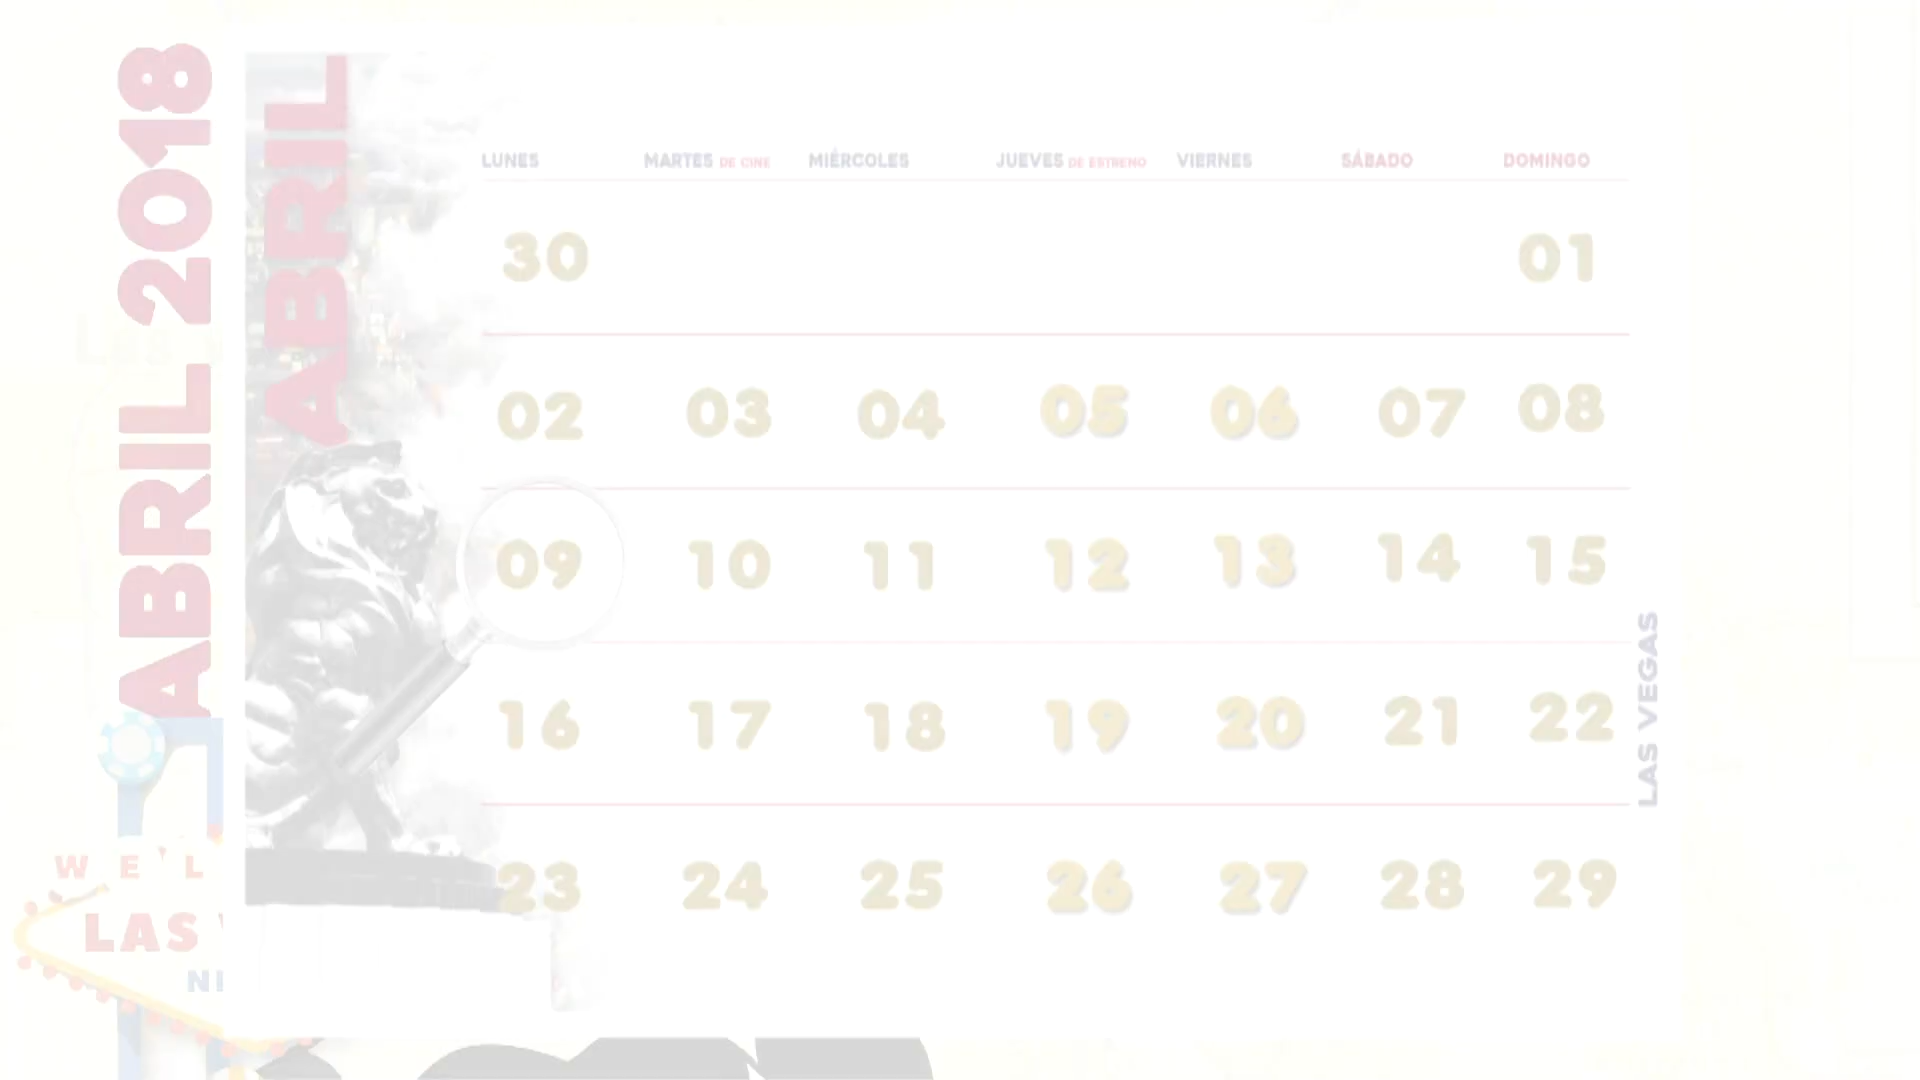 ABRIL 2018
ABRIL
LUNES MARTES DE CINE MIÉRCOLES JUEVES DE ESTRENO VIERNES SÁBADO DOMINGO
30 01
02 03 04 05 06 07 08
09 10 11 12 13 14 15
16 17 18 19 20 21 22
23 24 25 26 27 28 29
LAS VEGAS
WE'L
LAS
NI